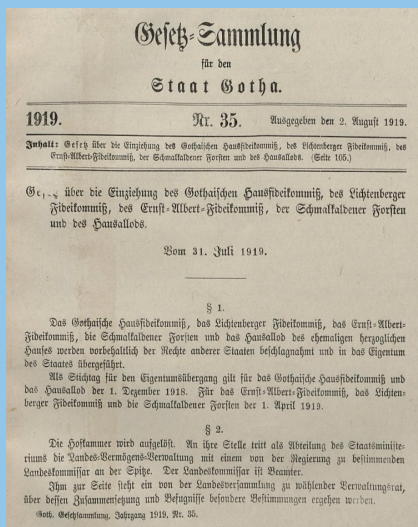 Gesetz-Sammlung
für den
Staat Gotha.
1919. Nr. 35. Ausgegeben den 2. August 1919.
Inhalt: Gesetz über die Einziehung des Gothaischen Hausfideikommiß, des Lichtenberger Fideikommiß, des
Ernst-Albert-Fideikommiß, der Schmalkaldener Forsten und des Hausallods. (Seite 105.)
über die Einziehung des Gothaischen Hausfideikommiß, des Lichtenberger
Fideikommiß, des Ernst-Albert-Fideikommiß, der Schmalkaldener Forsten
und des Hausallods.
Vom 31. Juli 1919.
§ 1.
Das Gothaische Hausfideikommiß, das Lichtenberger Fideikommiß, das Ernst-Albert-
Fideikommiß, die Schmalkaldener Forsten und das Hausallod des ehemaligen herzoglichen
Hauses werden vorbehaltlich der Rechte anderer Staaten beschlagnahmt und in das Eigentum
des Staates übergeführt.
Als Stichtag für den Eigentumsübergang gilt für das Gothaische Hausfideikommiß und
das Hausallod der 1. Dezember 1918. Für das Ernst-Albert-Fideikommiß, das Lichten-
berger Fideikommiß und die Schmalkaldener Forsten der 1. April 1919.
§ 2.
Die Hofkammer wird aufgelöst. An ihre Stelle tritt als Abteilung des Staatsministe-
riums die Landes-Vermögens-Verwaltung mit einem von der Regierung zu bestimmenden
Landeskommissar an der Spitze. Der Landeskommissar ist Beamter.
Ihm zur Seite steht ein von der Landesversammlung zu wählender Verwaltungsrat,
über dessen Zusammensetzung und Befugnisse besondere Bestimmungen ergehen werden.
Goth. Gesetzsammlung. Jahrgang 1919. Nr. 35.